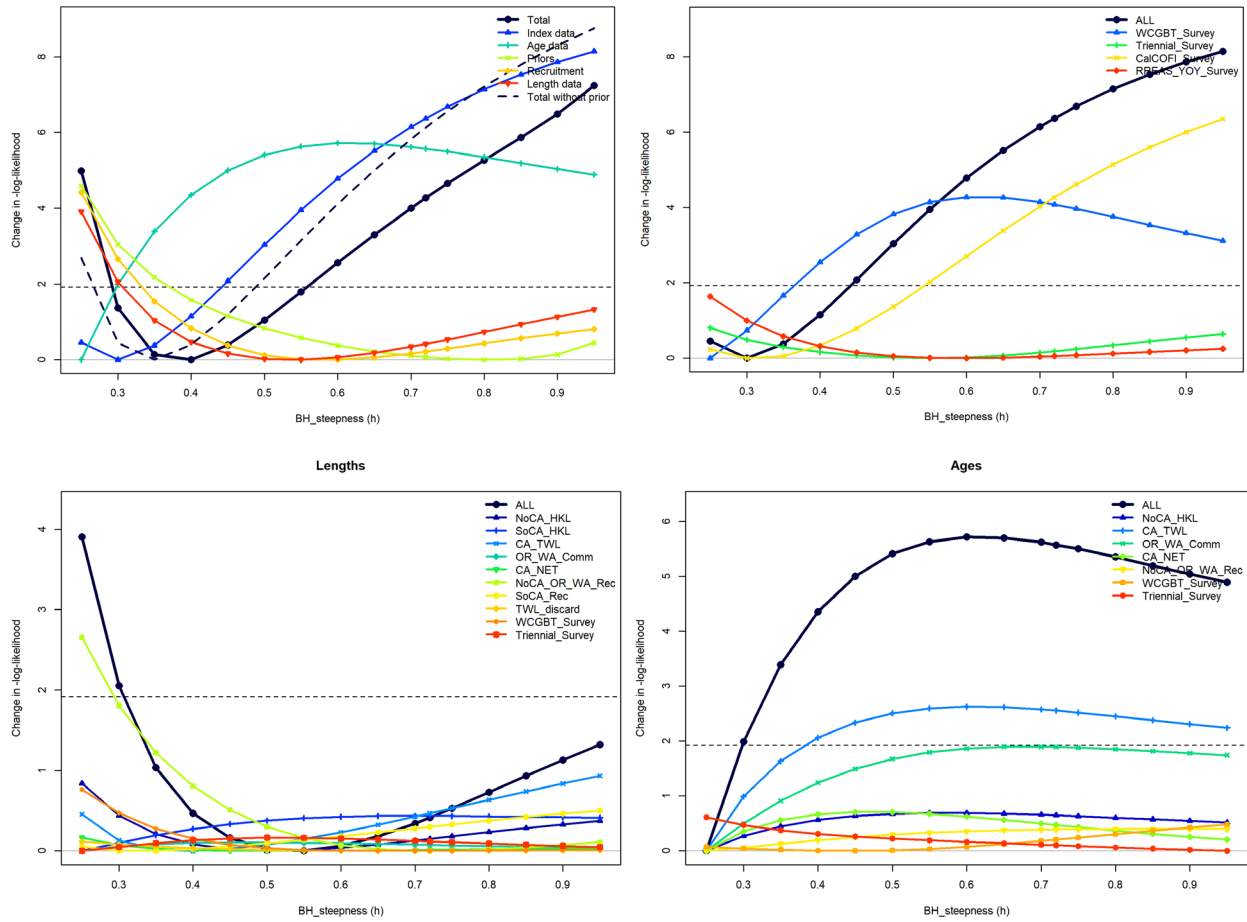 Total
Index data
Age data
Priors
Recruitment
Length data
Total without prior
Change in -log-likelihood
0
2
4
6
8
0.3
0.4
0.5
0.6
0.7
0.8
0.9
BH_steepness (h)
ALL
WCGBT_Survey
Triennial_Survey
CalCOFI_Survey
RREAS_YOY_Survey
Change in -log-likelihood
0
2
4
6
8
0.3
0.4
0.5
0.6
0.7
0.8
0.9
BH_steepness (h)
Lengths
ALL
NoCA_HKL
SoCA_HKL
CA_TWL
OR_WA_Comm
CA_NET
NoCA_OR_WA_Rec
SoCA_Rec
TWL_discard
WCGBT_Survey
Triennial_Survey
Change in -log-likelihood
0
1
2
3
4
0.3
0.4
0.5
0.6
0.7
0.8
0.9
BH_steepness (h)
Ages
ALL
NoCA_HKL
CA_TWL
OR_WA_Comm
CA_NET
NoCA_OR_WA_Rec
WCGBT_Survey
Triennial_Survey
Change in -log-likelihood
0
1
2
3
4
5
6
0.3
0.4
0.5
0.6
0.7
0.8
0.9
BH_steepness (h)